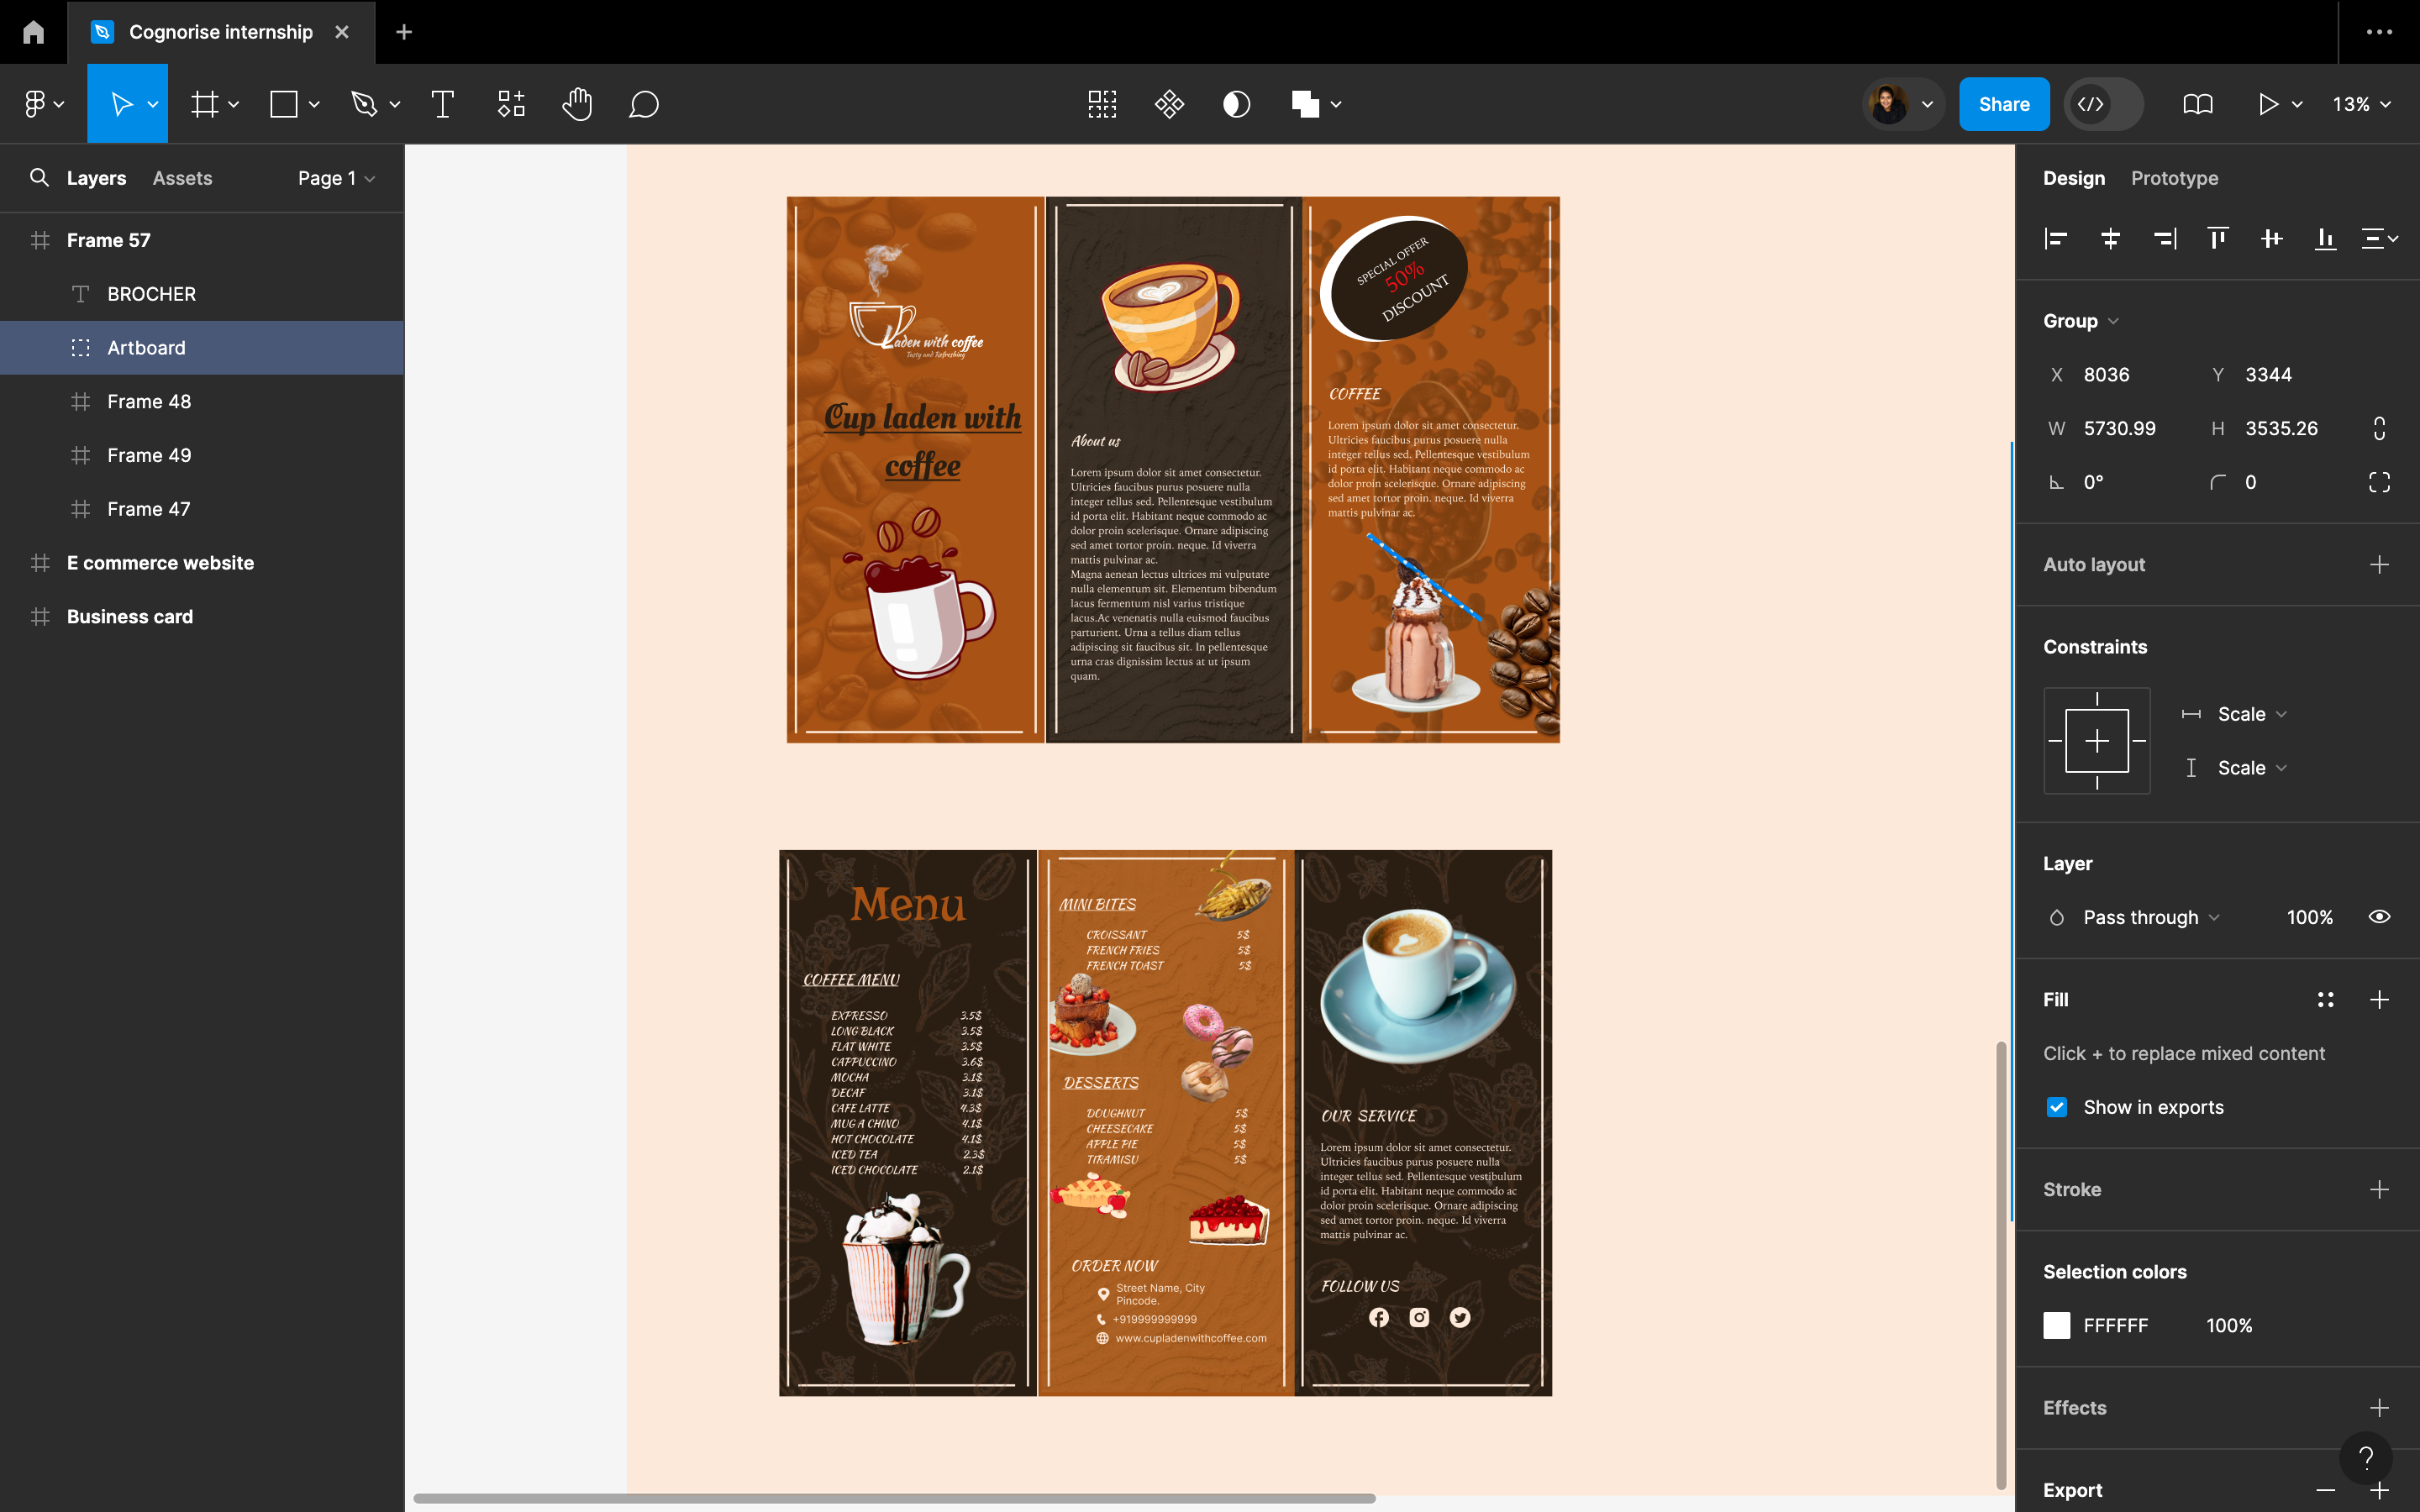 Cognorise internship
Share
13%
Layers
Assets
Page 1
Frame 57
BROCHER
Artboard
Frame 48
Frame 49
Frame 47
E commerce website
Business card
Laden with coffee
Tasty and Refreshing
Cup laden with
coffee
About us
Lorem ipsum dolor sit amet consectetur.
Ultricies faucibus purus posuere nulla
integer tellus sed. Pellentesque vestibulum
id porta elit. Habitant neque commodo ac
dolor proin scelerisque. Ornare adipiscing
sed amet tortor proin. neque. Id viverra
mattis pulvinar ac.
Magna aenean lectus ultrices mi vulputate
nulla elementum sit. Elementum bibendum
lacus fermentum nisl varius tristique
lacus.Ac venenatis nulla euismod faucibus
parturient. Urna a tellus diam tellus
adipiscing sit faucibus sit. In pellentesque
urna cras dignissim lectus at ut ipsum
quam.
SPECIAL OFFER
50%
DISCOUNT
COFFEE
Lorem ipsum dolor sit amet consectetur.
Ultricies faucibus purus posuere nulla
integer tellus sed. Pellentesque vestibulum
id porta elit. Habitant neque commodo ac
dolor proin scelerisque. Ornare adipiscing
sed amet tortor proin. neque. Id viverra
mattis pulvinar ac.
Menu
COFFEE MENU
EXPRESSO 3.5$
LONG BLACK 3.5$
FLAT WHITE 3.5$
CAPPUCCINO 3.6$
MOCHA 3.1$
DECAF 3.1$
CAFE LATTE 4.3$
MUG A CHINO 4.1$
HOT CHOCOLATE 4.1$
ICED TEA 2.3$
ICED CHOCOLATE 2.1$
MINI BITES
CROISSANT 5$
FRENCH FRIES 5$
FRENCH TOAST 5$
DESSERTS
DOUGHNUT 5$
CHEESECAKE 5$
APPLE PIE 5$
TIRAMISU 5$
ORDER NOW
Street Name, City
Pincode.
+919999999999
www.cupladenwithcoffee.com
OUR SERVICE
Lorem ipsum dolor sit amet consectetur.
Ultricies faucibus purus posuere nulla
integer tellus sed. Pellentesque vestibulum
id porta elit. Habitant neque commodo ac
dolor proin scelerisque. Ornare adipiscing
sed amet tortor proin. neque. Id viverra
mattis pulvinar ac.
FOLLOW US
Design
Prototype
Group
X 8036 Y 3344
W 5730.99 H 3535.26
0° 0
Auto layout
Constraints
Scale
Scale
Layer
Pass through 100%
Fill
Click + to replace mixed content
Show in exports
Stroke
Selection colors
FFFFFF 100%
Effects
?
Export